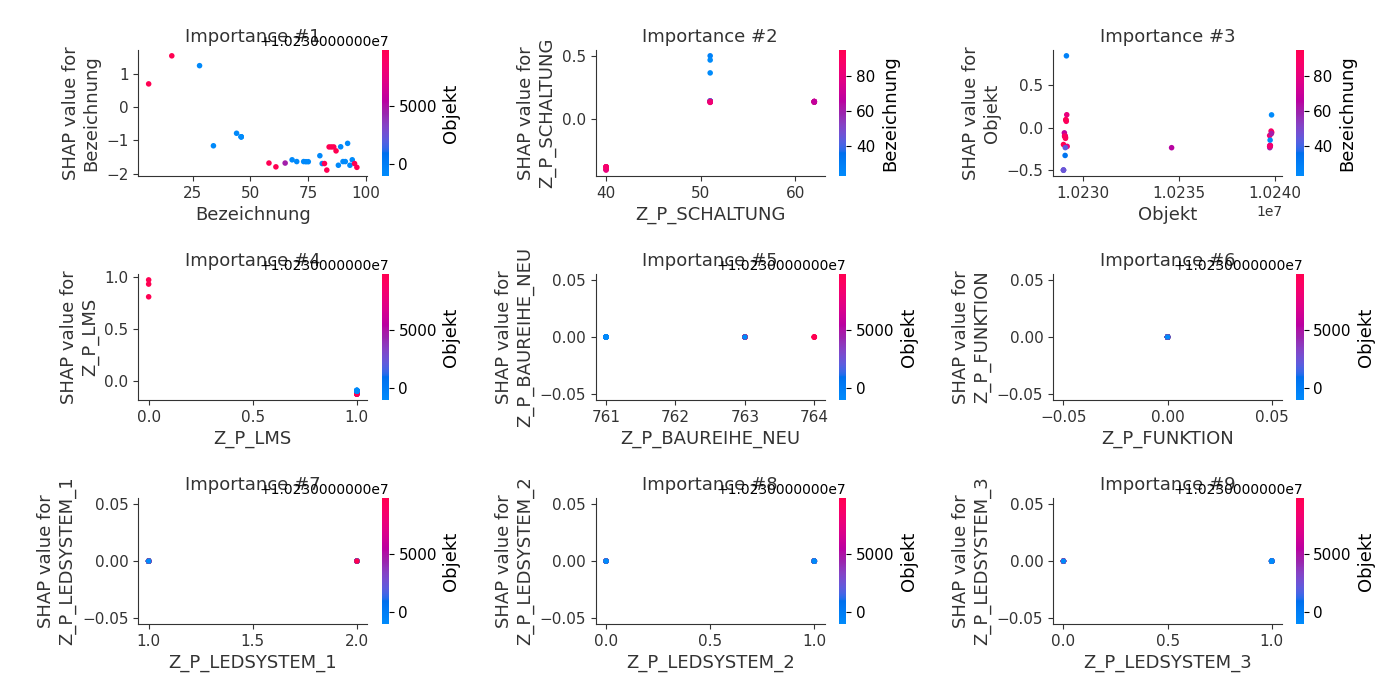 Importance #1
+1.0230000000e7
SHAP value for
Bezeichnung
1
0
−1
−2
25
50
75
100
Bezeichnung
5000
0
Objekt
Importance #2
SHAP value for
Z_P_SCHALTUNG
0.5
0.0
40
50
60
Z_P_SCHALTUNG
80
60
40
Bezeichnung
Importance #3
SHAP value for
Objekt
0.5
0.0
−0.5
1.0230
1.0235
1.0240
1e7
Objekt
80
60
40
Bezeichnung
Importance #4
+1.0230000000e7
SHAP value for
Z_P_LMS
1.0
0.5
0.0
0.0
0.5
1.0
Z_P_LMS
5000
0
Objekt
Importance #5
+1.0230000000e7
SHAP value for
Z_P_BAUREIHE_NEU
0.05
0.00
−0.05
761
762
763
764
Z_P_BAUREIHE_NEU
5000
0
Objekt
Importance #6
+1.0230000000e7
SHAP value for
Z_P_FUNKTION
0.05
0.00
−0.05
−0.05
0.00
0.05
Z_P_FUNKTION
5000
0
Objekt
Importance #7
+1.0230000000e7
SHAP value for
Z_P_LEDSYSTEM_1
0.05
0.00
−0.05
1.0
1.5
2.0
Z_P_LEDSYSTEM_1
5000
0
Objekt
Importance #8
+1.0230000000e7
SHAP value for
Z_P_LEDSYSTEM_2
0.05
0.00
−0.05
0.0
0.5
1.0
Z_P_LEDSYSTEM_2
5000
0
Objekt
Importance #9
+1.0230000000e7
SHAP value for
Z_P_LEDSYSTEM_3
0.05
0.00
−0.05
0.0
0.5
1.0
Z_P_LEDSYSTEM_3
5000
0
Objekt